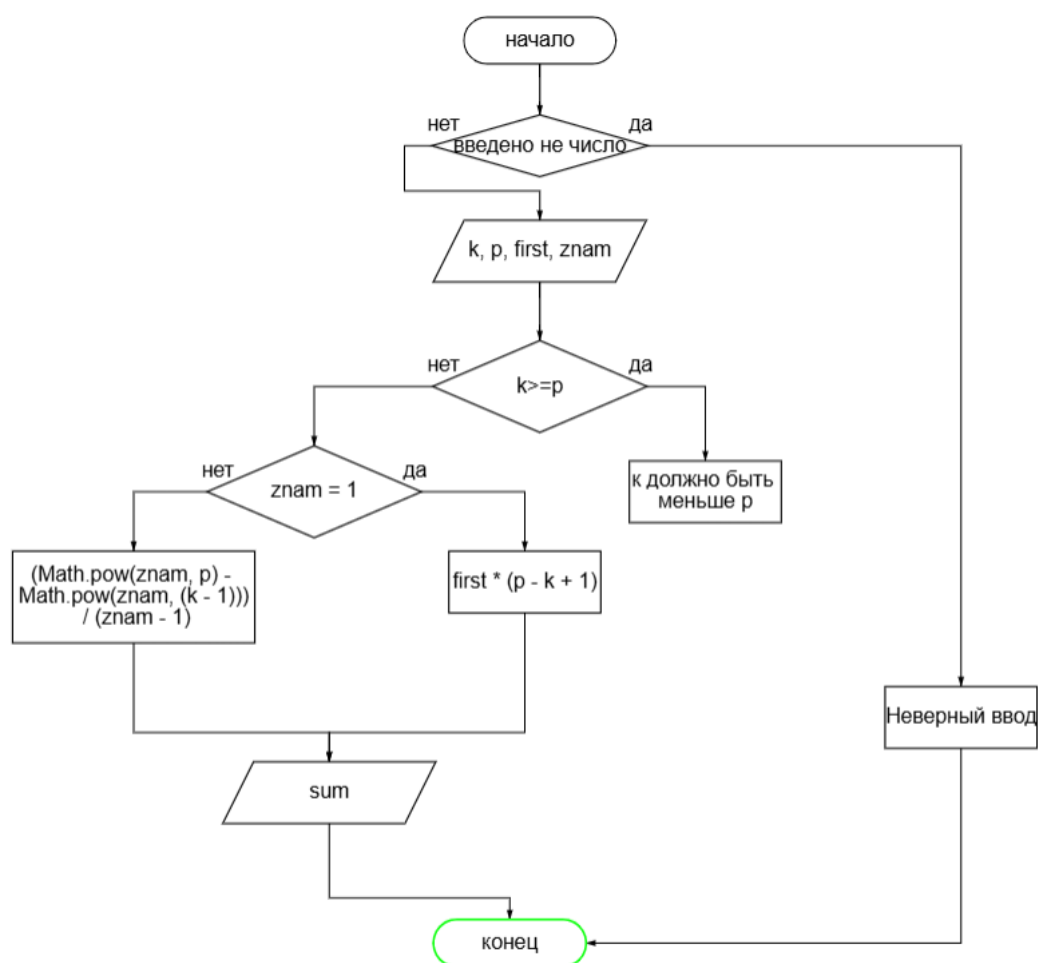 начало
нет
да
введено не число
k, p, first, znam
нет
да
k>=p
нет
да
znam = 1
к должно быть
меньше р
(Math.pow(znam, p) -
Math.pow(znam, (k - 1)))
/ (znam - 1)
first * (p - k + 1)
Неверный ввод
sum
конец